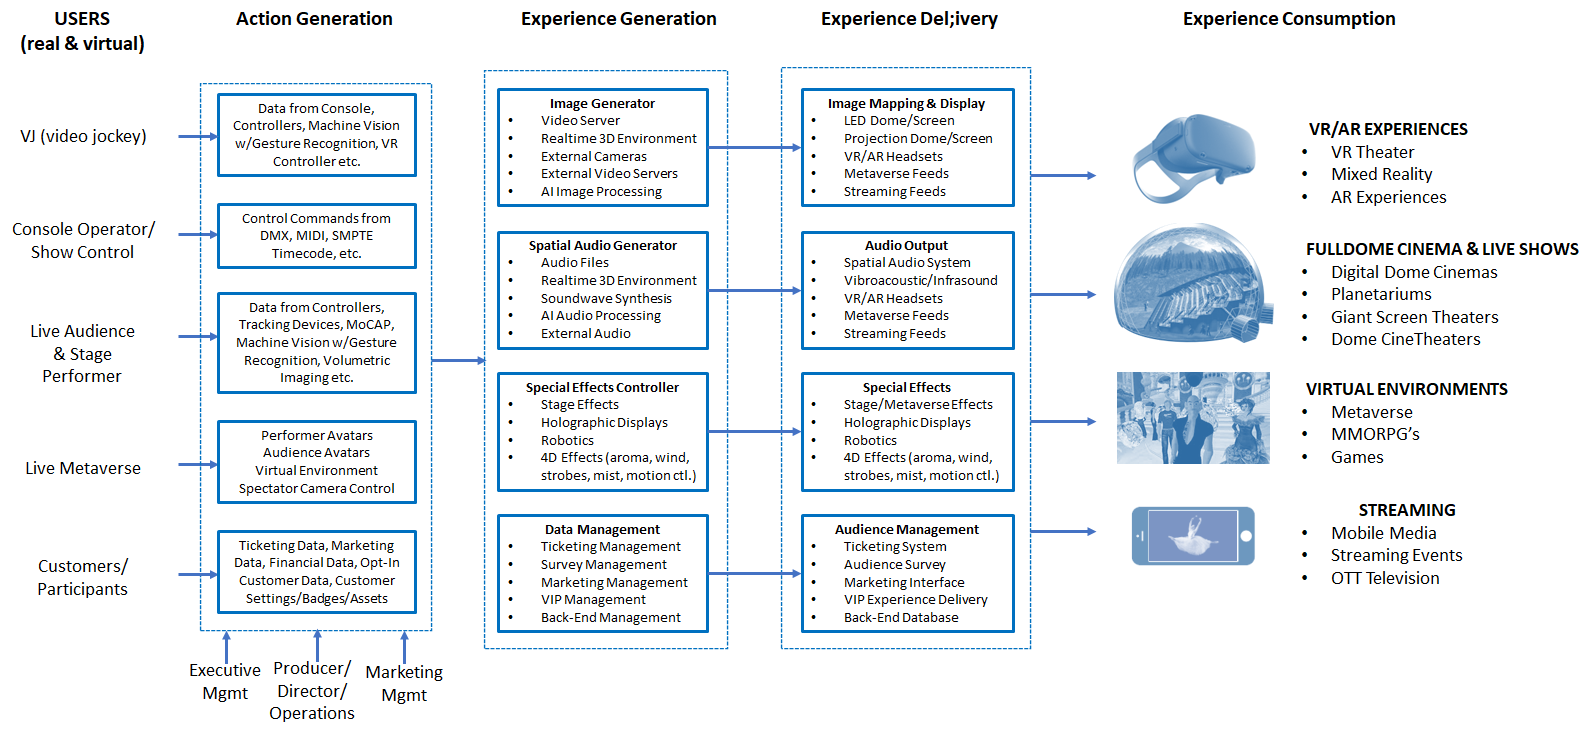 USERS
(real & virtual)
Action Generation
Experience Generation
Experience Del;ivery
Experience Consumption
VJ (video jockey)
Console Operator/
Show Control
Live Audience
& Stage
Performer
Live Metaverse
Customers/
Participants
Data from Console,
Controllers, Machine Vision
w/Gesture Recognition, VR
Controller etc.
Control Commands from
DMX, MIDI, SMPTE
Timecode, etc.
Data from Controllers,
Tracking Devices, MoCAP,
Machine Vision w/Gesture
Recognition, Volumetric
Imaging etc.
Performer Avatars
Audience Avatars
Virtual Environment
Spectator Camera Control
Ticketing Data, Marketing
Data, Financial Data, Opt-In
Customer Data, Customer
Settings/Badges/Assets
Executive
Mgmt
Producer/
Director/
Operations
Marketing
Mgmt
Image Generator
• Video Server
• Realtime 3D Environment
• External Cameras
• External Video Servers
• AI Image Processing
Spatial Audio Generator
• Audio Files
• Realtime 3D Environment
• Soundwave Synthesis
• AI Audio Processing
• External Audio
Special Effects Controller
• Stage Effects
• Holographic Displays
• Robotics
• 4D Effects (aroma, wind,
strobes, mist, motion ctl.)
Data Management
• Ticketing Management
• Survey Management
• Marketing Management
• VIP Management
• Back-End Management
Image Mapping & Display
• LED Dome/Screen
• Projection Dome/Screen
• VR/AR Headsets
• Metaverse Feeds
• Streaming Feeds
Audio Output
• Spatial Audio System
• Vibroacoustic/Infrasound
• VR/AR Headsets
• Metaverse Feeds
• Streaming Feeds
Special Effects
• Stage/Metaverse Effects
• Holographic Displays
• Robotics
• 4D Effects (aroma, wind,
strobes, mist, motion ctl.)
Audience Management
• Ticketing System
• Audience Survey
• Marketing Interface
• VIP Experience Delivery
• Back-End Database
VR/AR EXPERIENCES
• VR Theater
• Mixed Reality
• AR Experiences
FULLDOME CINEMA & LIVE SHOWS
• Digital Dome Cinemas
• Planetariums
• Giant Screen Theaters
• Dome CineTheaters
VIRTUAL ENVIRONMENTS
• Metaverse
• MMORPG's
• Games
STREAMING
• Mobile Media
• Streaming Events
• OTT Television